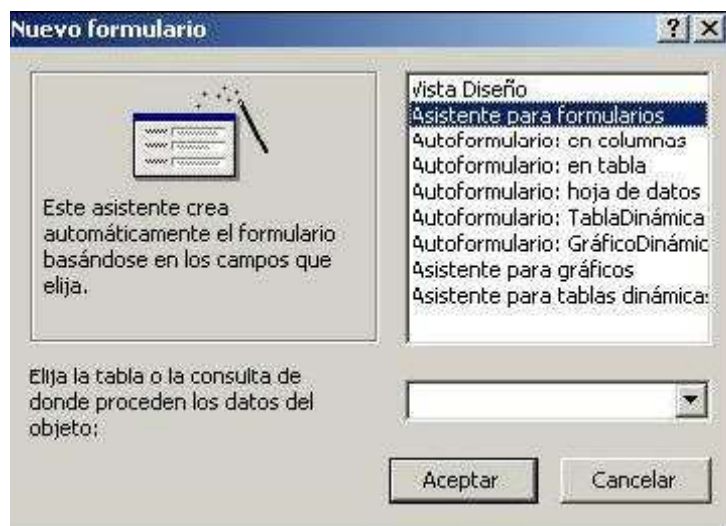 Nuevo formulario
Vista Diseño
Asistente para formularios
Autoformulario: en columnas
Autoformulario: en tabla
Autoformulario: hoja de datos
Autoformulario: TablaDinámica
Autoformulario: GráficoDinámic
Asistente para gráficos
Asistente para tablas dinámicas
Este asistente crea
automáticamente el formulario
basándose en los campos que
elija.
Elija la tabla o la consulta de
donde proceden los datos del
objeto:
Aceptar
Cancelar